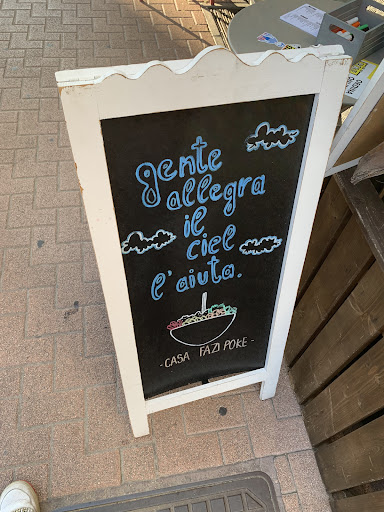 gente
allegra
il
ciel
l'aiuta.
- CASA FAZI POKE -